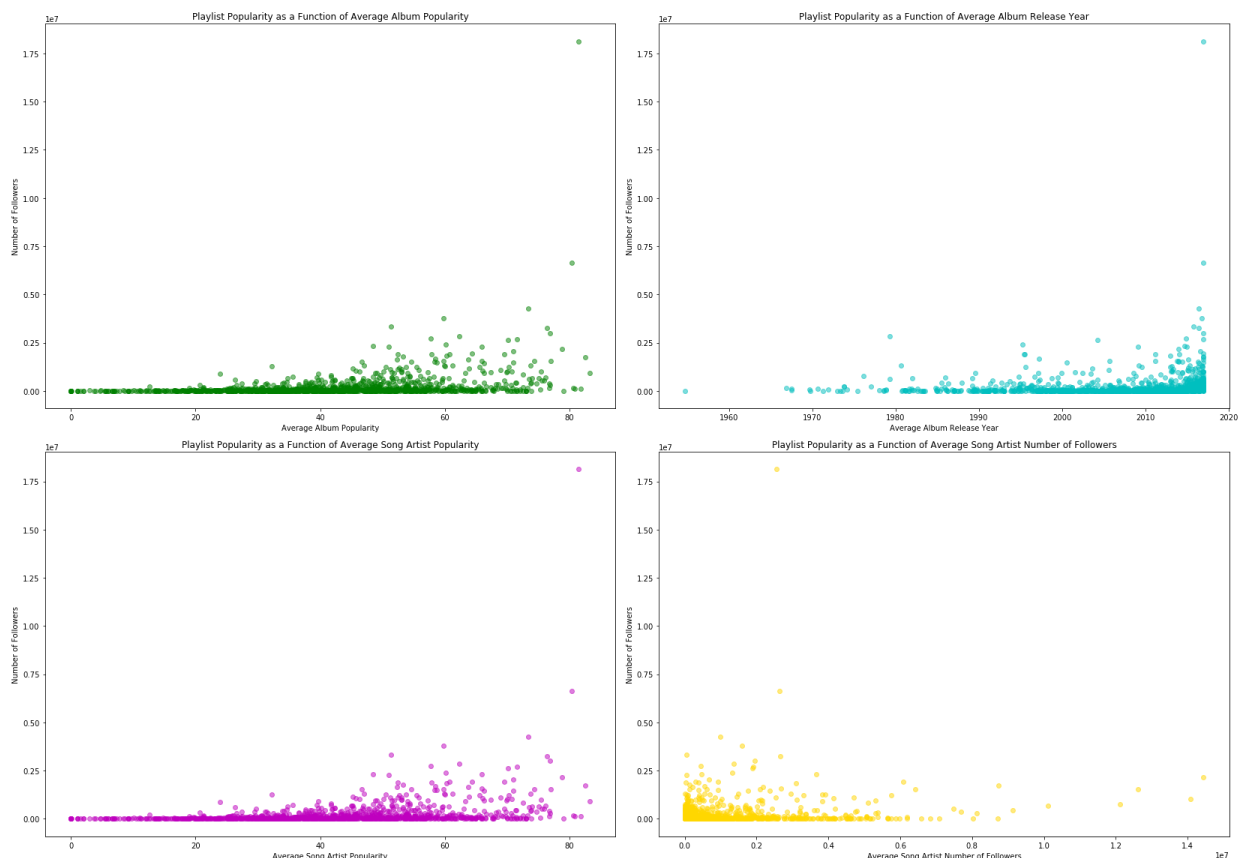 Playlist Popularity as a Function of Average Album Popularity
1e7
1.75
1.50
1.25
1.00
0.75
0.50
0.25
0.00
Number of Followers
0 20 40 60 80
Average Album Popularity
Playlist Popularity as a Function of Average Album Release Year
1e7
1.75
1.50
1.25
1.00
0.75
0.50
0.25
0.00
Number of Followers
1960 1970 1980 1990 2000 2010 2020
Average Album Release Year
Playlist Popularity as a Function of Average Song Artist Popularity
1e7
1.75
1.50
1.25
1.00
0.75
0.50
0.25
0.00
Number of Followers
0 20 40 60 80
Average Song Artist Popularity
Playlist Popularity as a Function of Average Song Artist Number of Followers
1e7
1.75
1.50
1.25
1.00
0.75
0.50
0.25
0.00
Number of Followers
0.0 0.2 0.4 0.6 0.8 1.0 1.2 1.4
1e7
Average Song Artist Number of Followers